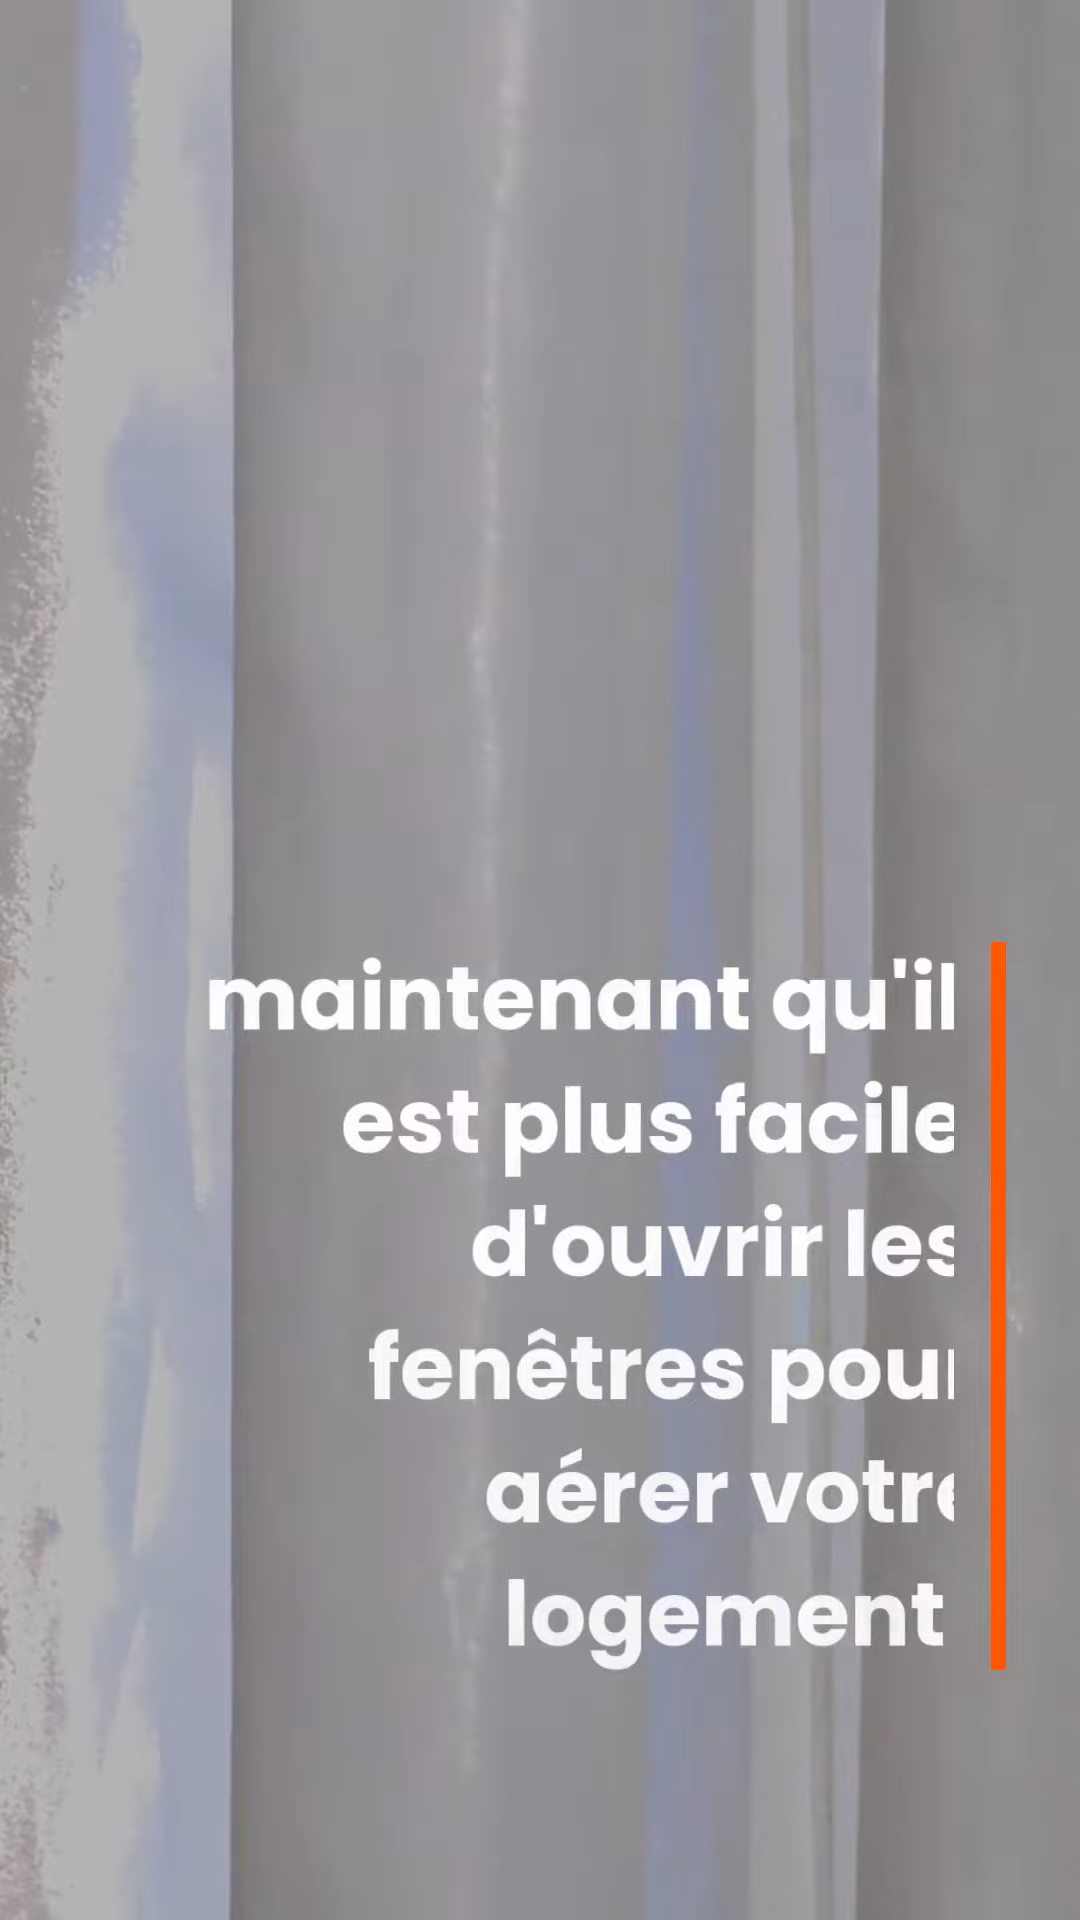 maintenant qu'il
est plus facile
d'ouvrir les
fenêtres pour
aérer votre
logement